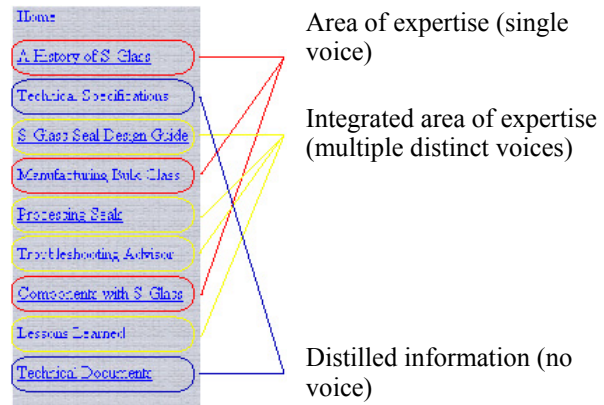 Home
A History of S Glass
Technical Specifications
S Glass Seal Design Guide
Manufacturing Bulk Glass
Processing Seals
Troubleshooting Advisor
Components with S Glass
Lessons Learned
Technical Documents
Area of expertise (single
voice)
Integrated area of expertise
(multiple distinct voices)
Distilled information (no
voice)